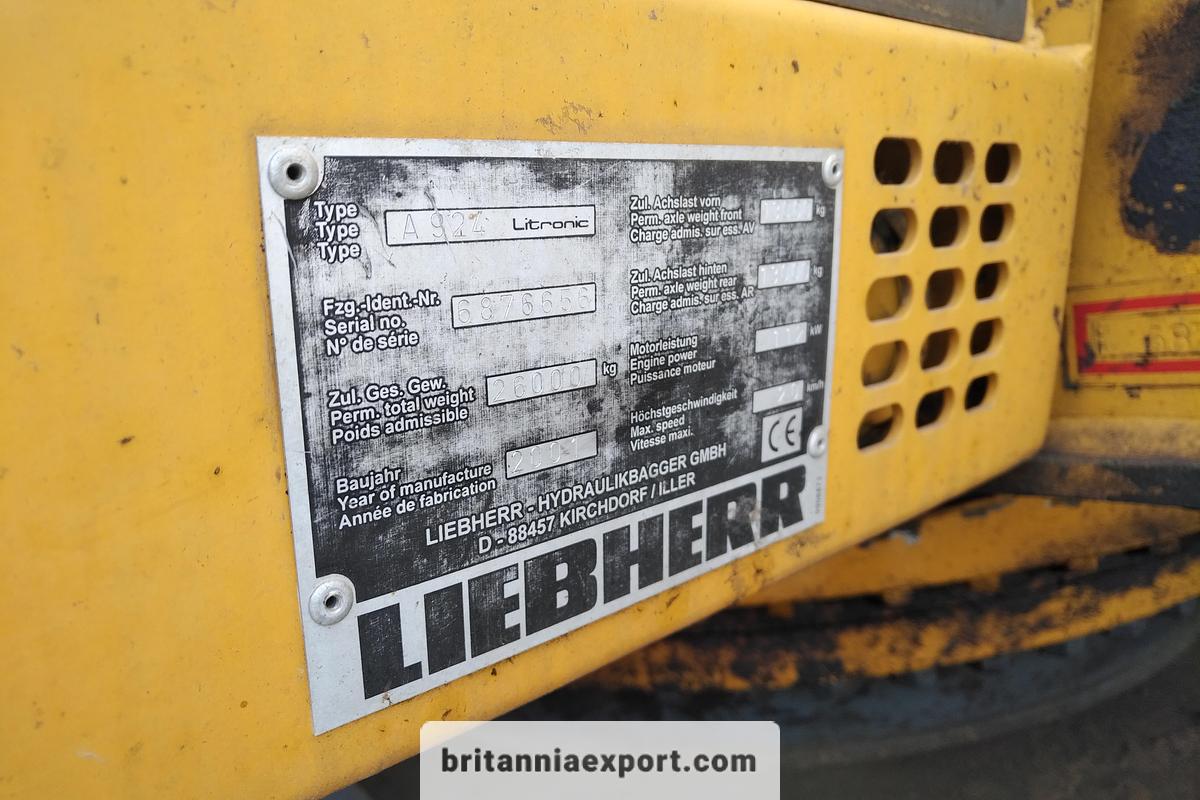 Type
Type
Type
A 924 Litronic
Fzg.-Ident.-Nr.
Serial no.
N° de série
6876656
Zul. Ges. Gew.
Perm. total weight
Poids admissible
26000 kg
Baujahr
Year of manufacture
Année de fabrication
2001
Zul. Achslast vorn
Perm. axle weight front
Charge admis. sur ess. AV
kg
Zul. Achslast hinten
Perm. axle weight rear
Charge admis. sur ess. AR
kg
Motorleistung
Engine power
Puissance moteur
kW
Höchstgeschwindigkeit
Max. speed
Vitesse maxi.
km/h
CE
LIEBHERR - HYDRAULIKBAGGER GMBH
D - 88457 KIRCHDORF / ILLER
LIEBHERR
britanniaexport.com